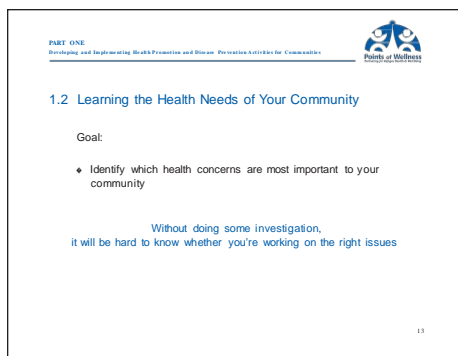 PART ONE
Developing and Implementing Health Promotion and Disease Prevention Activities for Communities
Points of Wellness
1.2 Learning the Health Needs of Your Community
Goal:
◆ Identify which health concerns are most important to your
community
Without doing some investigation,
it will be hard to know whether you're working on the right issues
13